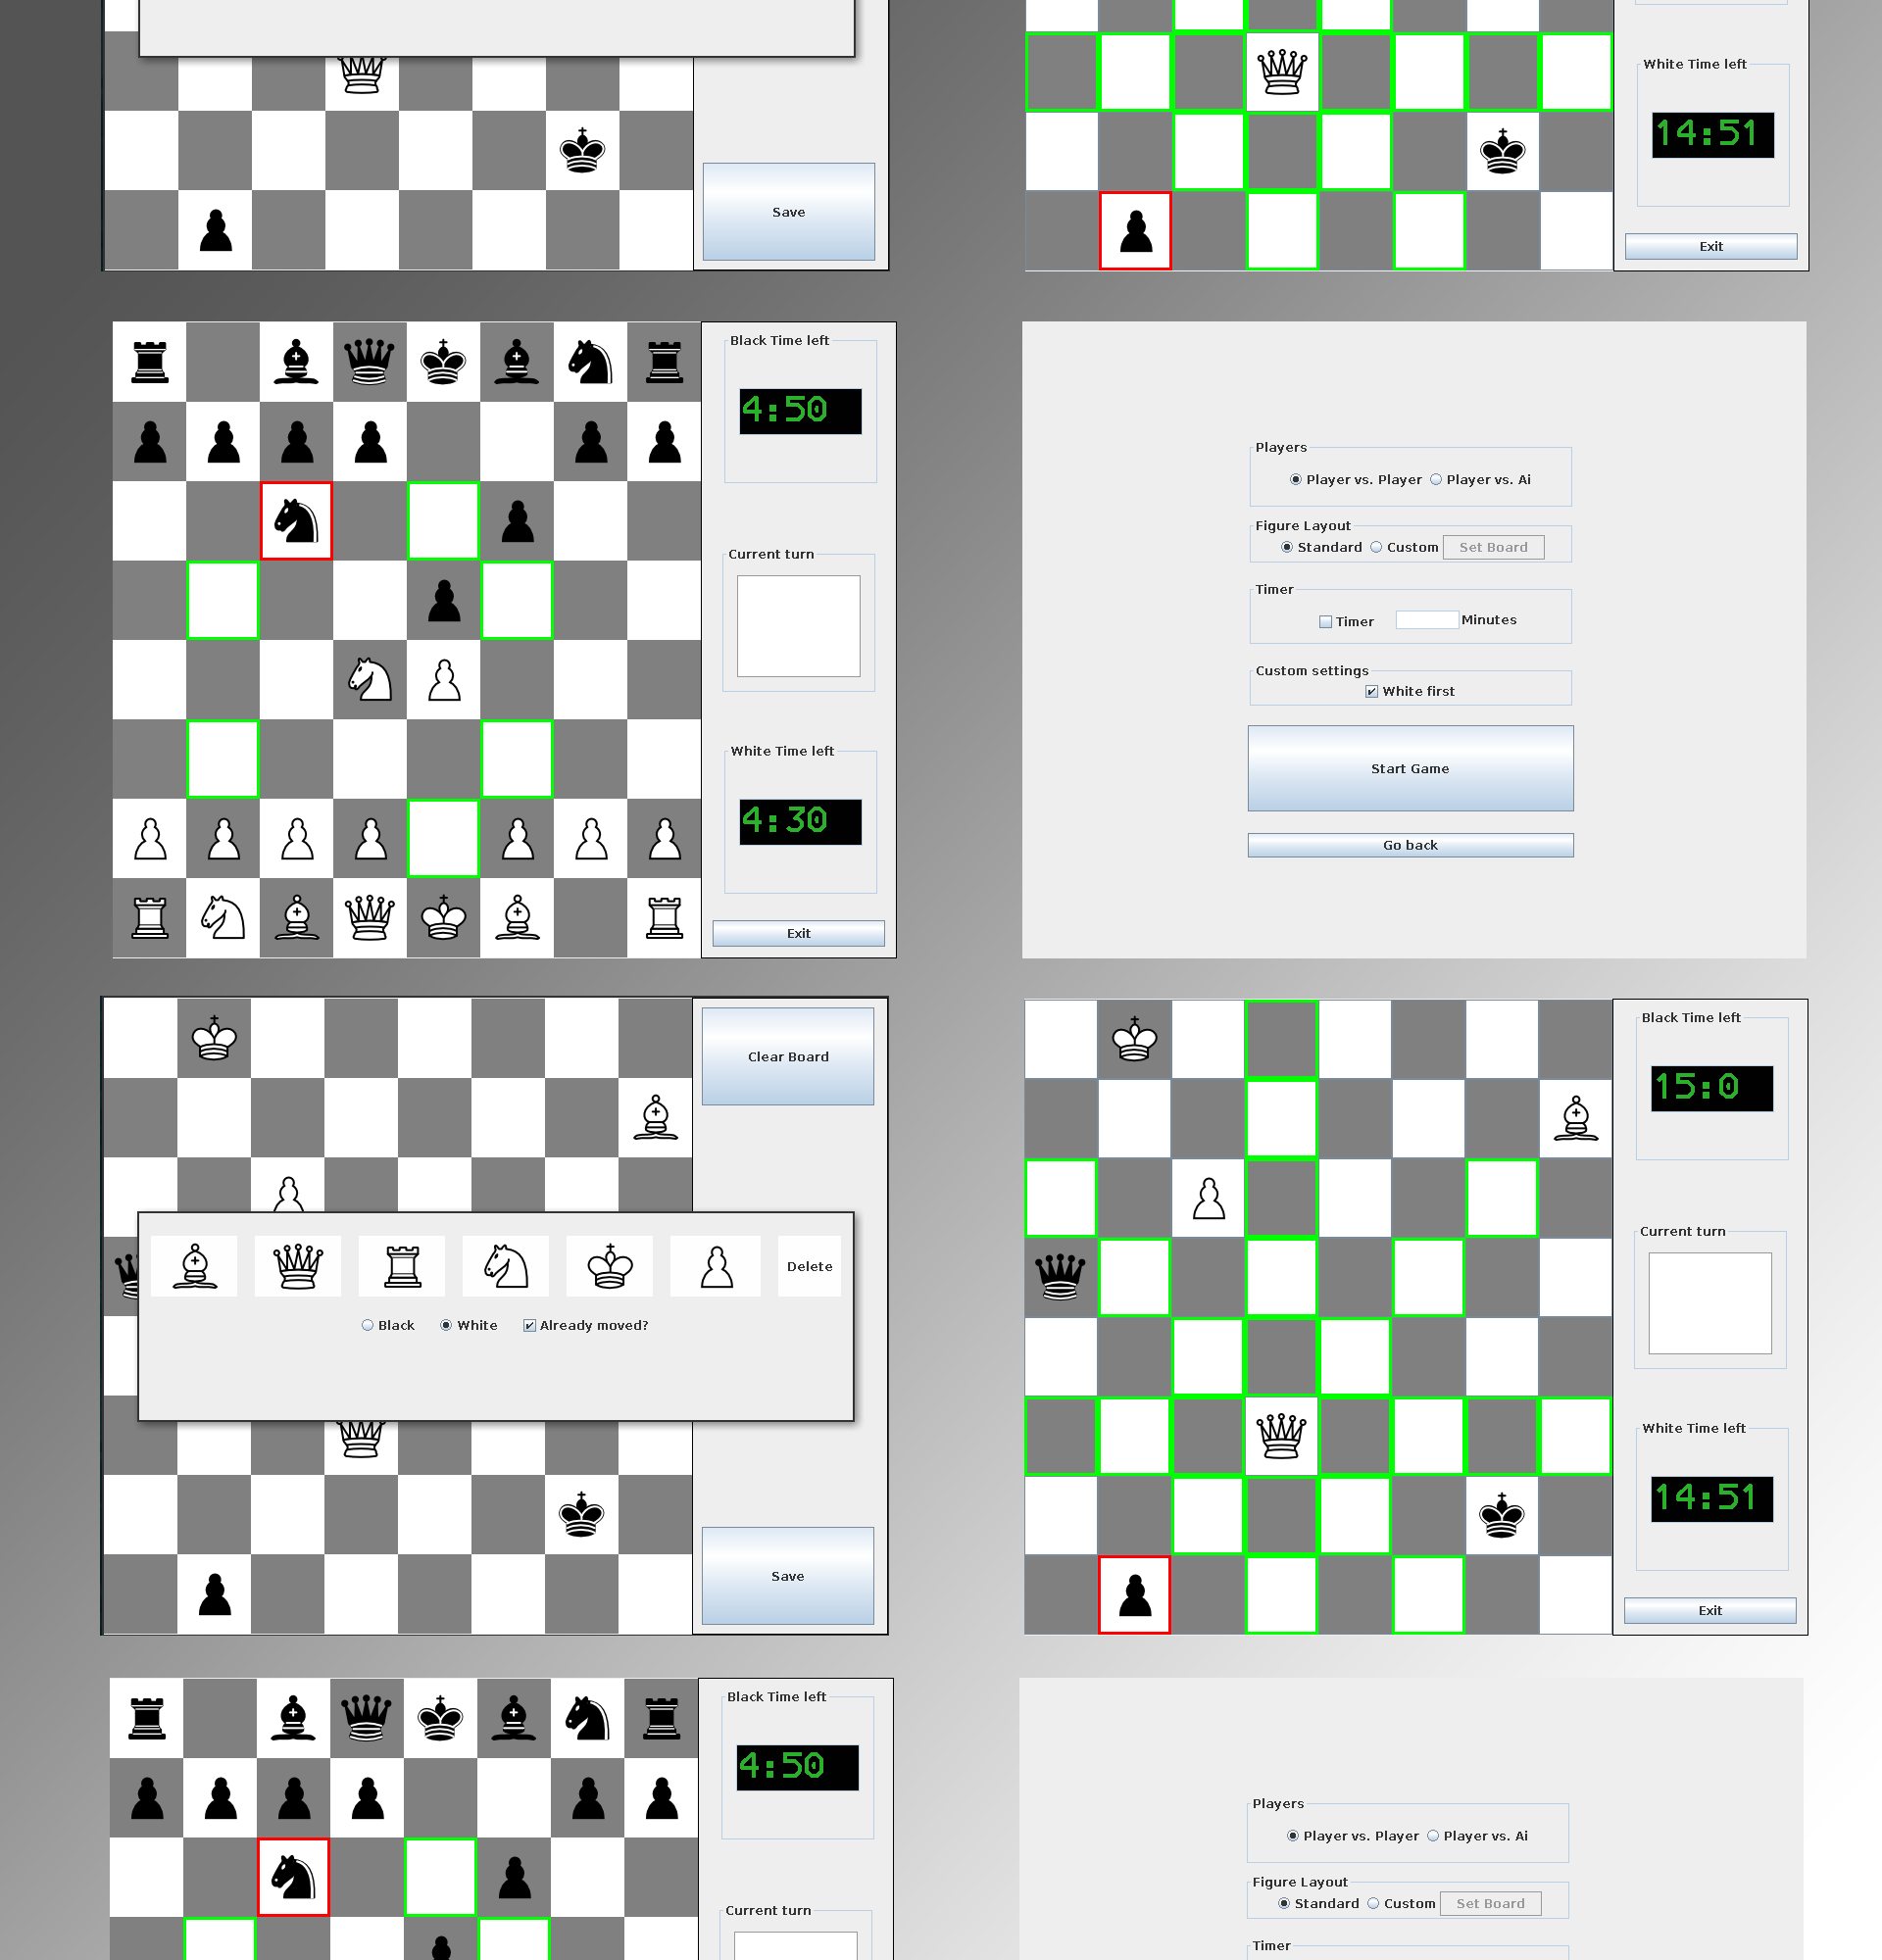 White Time left
14:51
Save
Exit
Black Time left
4:50
Current turn
White Time left
4:30
Exit
Players
Player vs. Player Player vs. Ai
Figure Layout
Standard Custom Set Board
Timer
Timer Minutes
Custom settings
White first
Start Game
Go back
Clear Board
Delete
Black White Already moved?
Save
Black Time left
15:0
Current turn
White Time left
14:51
Exit
Black Time left
4:50
Current turn
Players
Player vs. Player Player vs. Ai
Figure Layout
Standard Custom Set Board
Timer